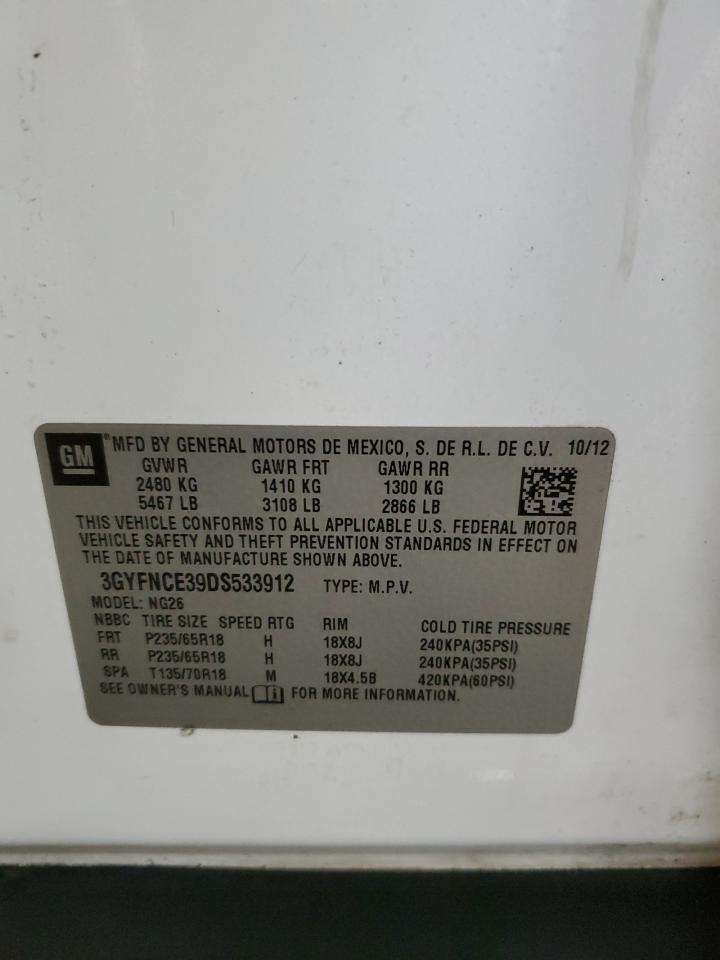 GM ® MFD BY GENERAL MOTORS DE MEXICO, S. DE R.L. DE C.V. 10/12
GVWR GAWR FRT GAWR RR
2480 KG 1410 KG 1300 KG
5467 LB 3108 LB 2866 LB
THIS VEHICLE CONFORMS TO ALL APPLICABLE U.S. FEDERAL MOTOR
VEHICLE SAFETY AND THEFT PREVENTION STANDARDS IN EFFECT ON
THE DATE OF MANUFACTURE SHOWN ABOVE.
3GYFNCE39DS533912 TYPE: M.P.V.
MODEL: NG26
NBBC TIRE SIZE SPEED RTG RIM COLD TIRE PRESSURE
FRT P235/65R18 H 18X8J 240KPA(35PSI)
RR P235/65R18 H 18X8J 240KPA(35PSI)
SPA T135/70R18 M 18X4.5B 420KPA(60PSI)
SEE OWNER'S MANUAL i FOR MORE INFORMATION.